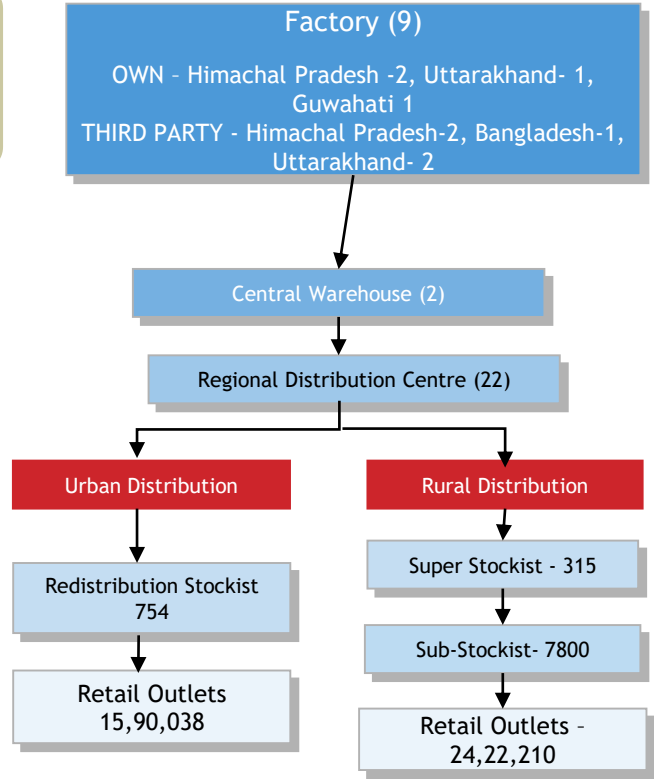 Factory (9)
OWN – Himachal Pradesh -2, Uttarakhand- 1,
Guwahati 1
THIRD PARTY - Himachal Pradesh-2, Bangladesh-1,
Uttarakhand- 2
Central Warehouse (2)
Regional Distribution Centre (22)
Urban Distribution
Redistribution Stockist
754
Retail Outlets
15,90,038
Rural Distribution
Super Stockist - 315
Sub-Stockist- 7800
Retail Outlets –
24,22,210